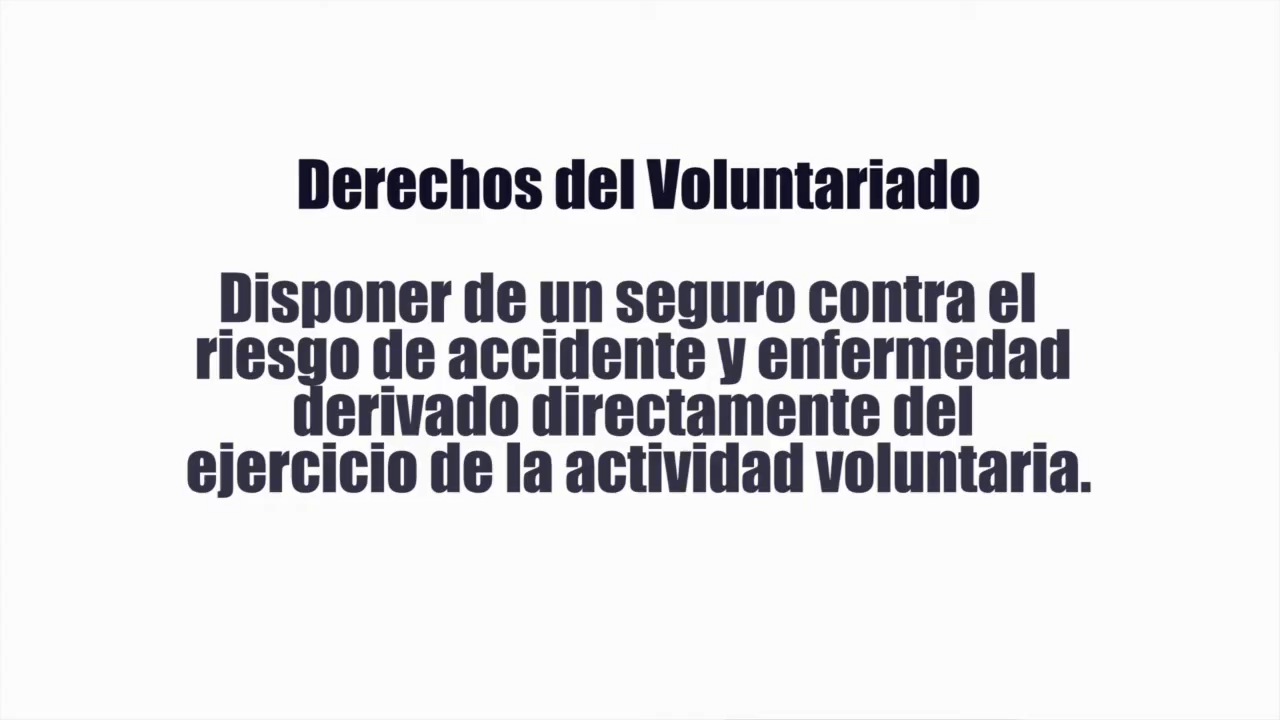 Derechos del Voluntariado
Disponer de un seguro contra el
riesgo de accidente y enfermedad
derivado directamente del
ejercicio de la actividad voluntaria.